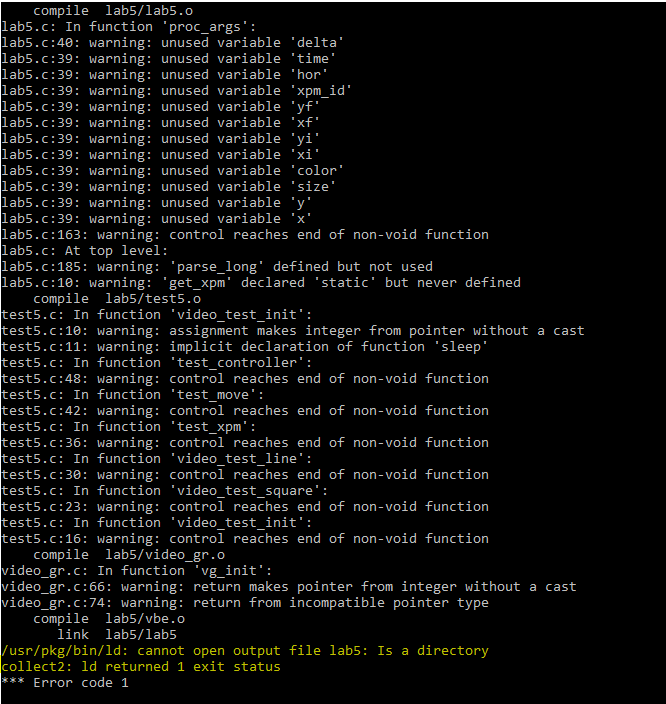 compile  lab5/lab5.o
lab5.c: In function 'proc_args':
lab5.c:40: warning: unused variable 'delta'
lab5.c:39: warning: unused variable 'time'
lab5.c:39: warning: unused variable 'hor'
lab5.c:39: warning: unused variable 'xpm_id'
lab5.c:39: warning: unused variable 'yf'
lab5.c:39: warning: unused variable 'xf'
lab5.c:39: warning: unused variable 'yi'
lab5.c:39: warning: unused variable 'xi'
lab5.c:39: warning: unused variable 'color'
lab5.c:39: warning: unused variable 'size'
lab5.c:39: warning: unused variable 'y'
lab5.c:39: warning: unused variable 'x'
lab5.c:163: warning: control reaches end of non-void function
lab5.c: At top level:
lab5.c:185: warning: 'parse_long' defined but not used
lab5.c:10: warning: 'get_xpm' declared 'static' but never defined
compile  lab5/test5.o
test5.c: In function 'video_test_init':
test5.c:10: warning: assignment makes integer from pointer without a cast
test5.c:11: warning: implicit declaration of function 'sleep'
test5.c: In function 'test_controller':
test5.c:48: warning: control reaches end of non-void function
test5.c: In function 'test_move':
test5.c:42: warning: control reaches end of non-void function
test5.c: In function 'test_xpm':
test5.c:36: warning: control reaches end of non-void function
test5.c: In function 'video_test_line':
test5.c:30: warning: control reaches end of non-void function
test5.c: In function 'video_test_square':
test5.c:23: warning: control reaches end of non-void function
test5.c: In function 'video_test_init':
test5.c:16: warning: control reaches end of non-void function
compile  lab5/video_gr.o
video_gr.c: In function 'vg_init':
video_gr.c:66: warning: return makes pointer from integer without a cast
video_gr.c:74: warning: return from incompatible pointer type
compile  lab5/vbe.o
link  lab5/lab5
/usr/pkg/bin/ld: cannot open output file lab5: Is a directory
collect2: ld returned 1 exit status
*** Error code 1